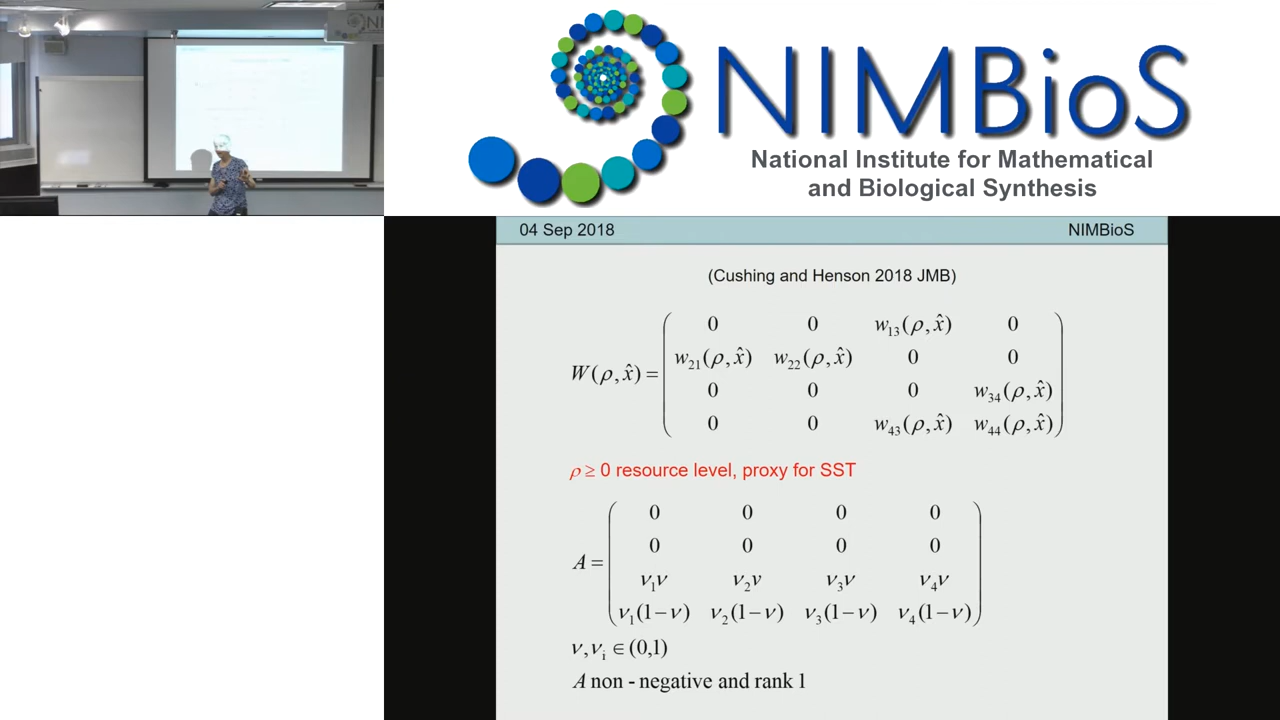 NIMBioS
National Institute for Mathematical
and Biological Synthesis
04 Sep 2018 NIMBioS
(Cushing and Henson 2018 JMB)
W(ρ,x̂) = ( 0 0 w₁₃(ρ,x̂) 0
w₂₁(ρ,x̂) w₂₂(ρ,x̂) 0 0
0 0 0 w₃₄(ρ,x̂)
0 0 w₄₃(ρ,x̂) w₄₄(ρ,x̂) )
ρ ≥ 0 resource level, proxy for SST
A = ( 0 0 0 0
0 0 0 0
ν₁ν ν₂ν ν₃ν ν₄ν
ν₁(1−ν) ν₂(1−ν) ν₃(1−ν) ν₄(1−ν) )
ν,νᵢ ∈ (0,1)
A non - negative and rank 1